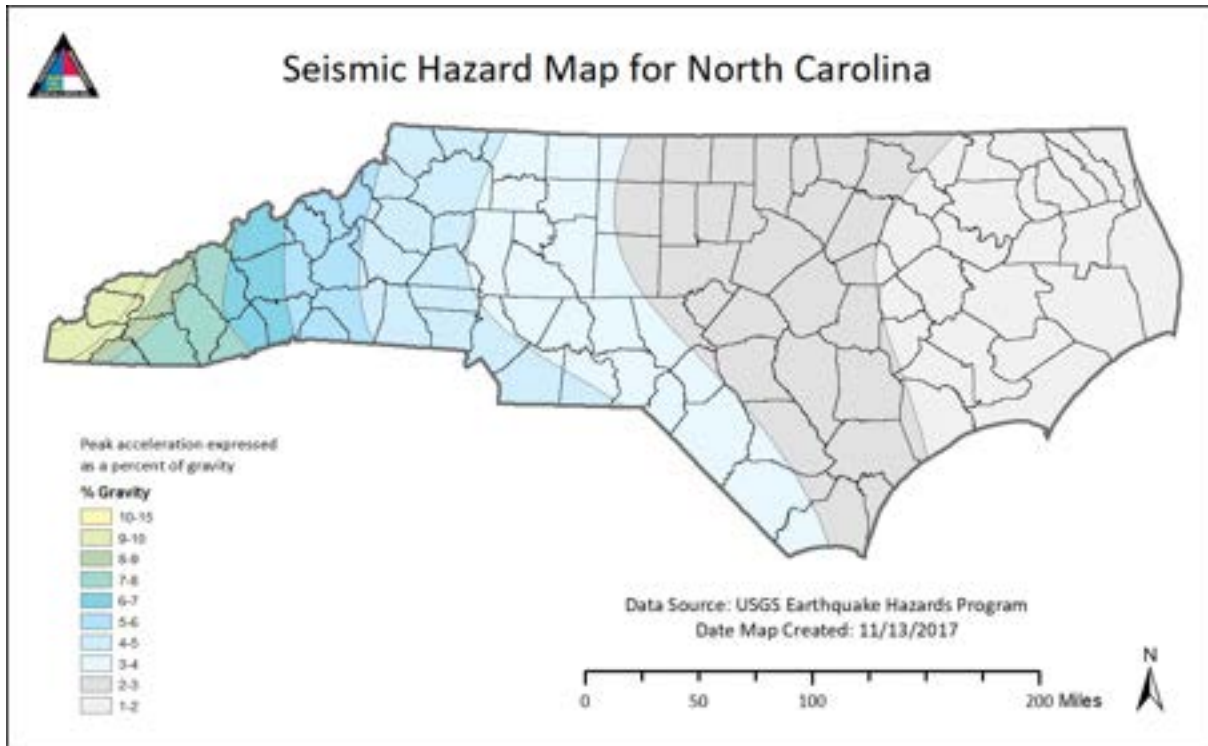 Seismic Hazard Map for North Carolina
Peak acceleration expressed
as a percent of gravity
% Gravity
10-15
9-10
8-9
7-8
6-7
5-6
4-5
3-4
2-3
1-2
Data Source: USGS Earthquake Hazards Program
Date Map Created: 11/13/2017
N
0 50 100 200 Miles